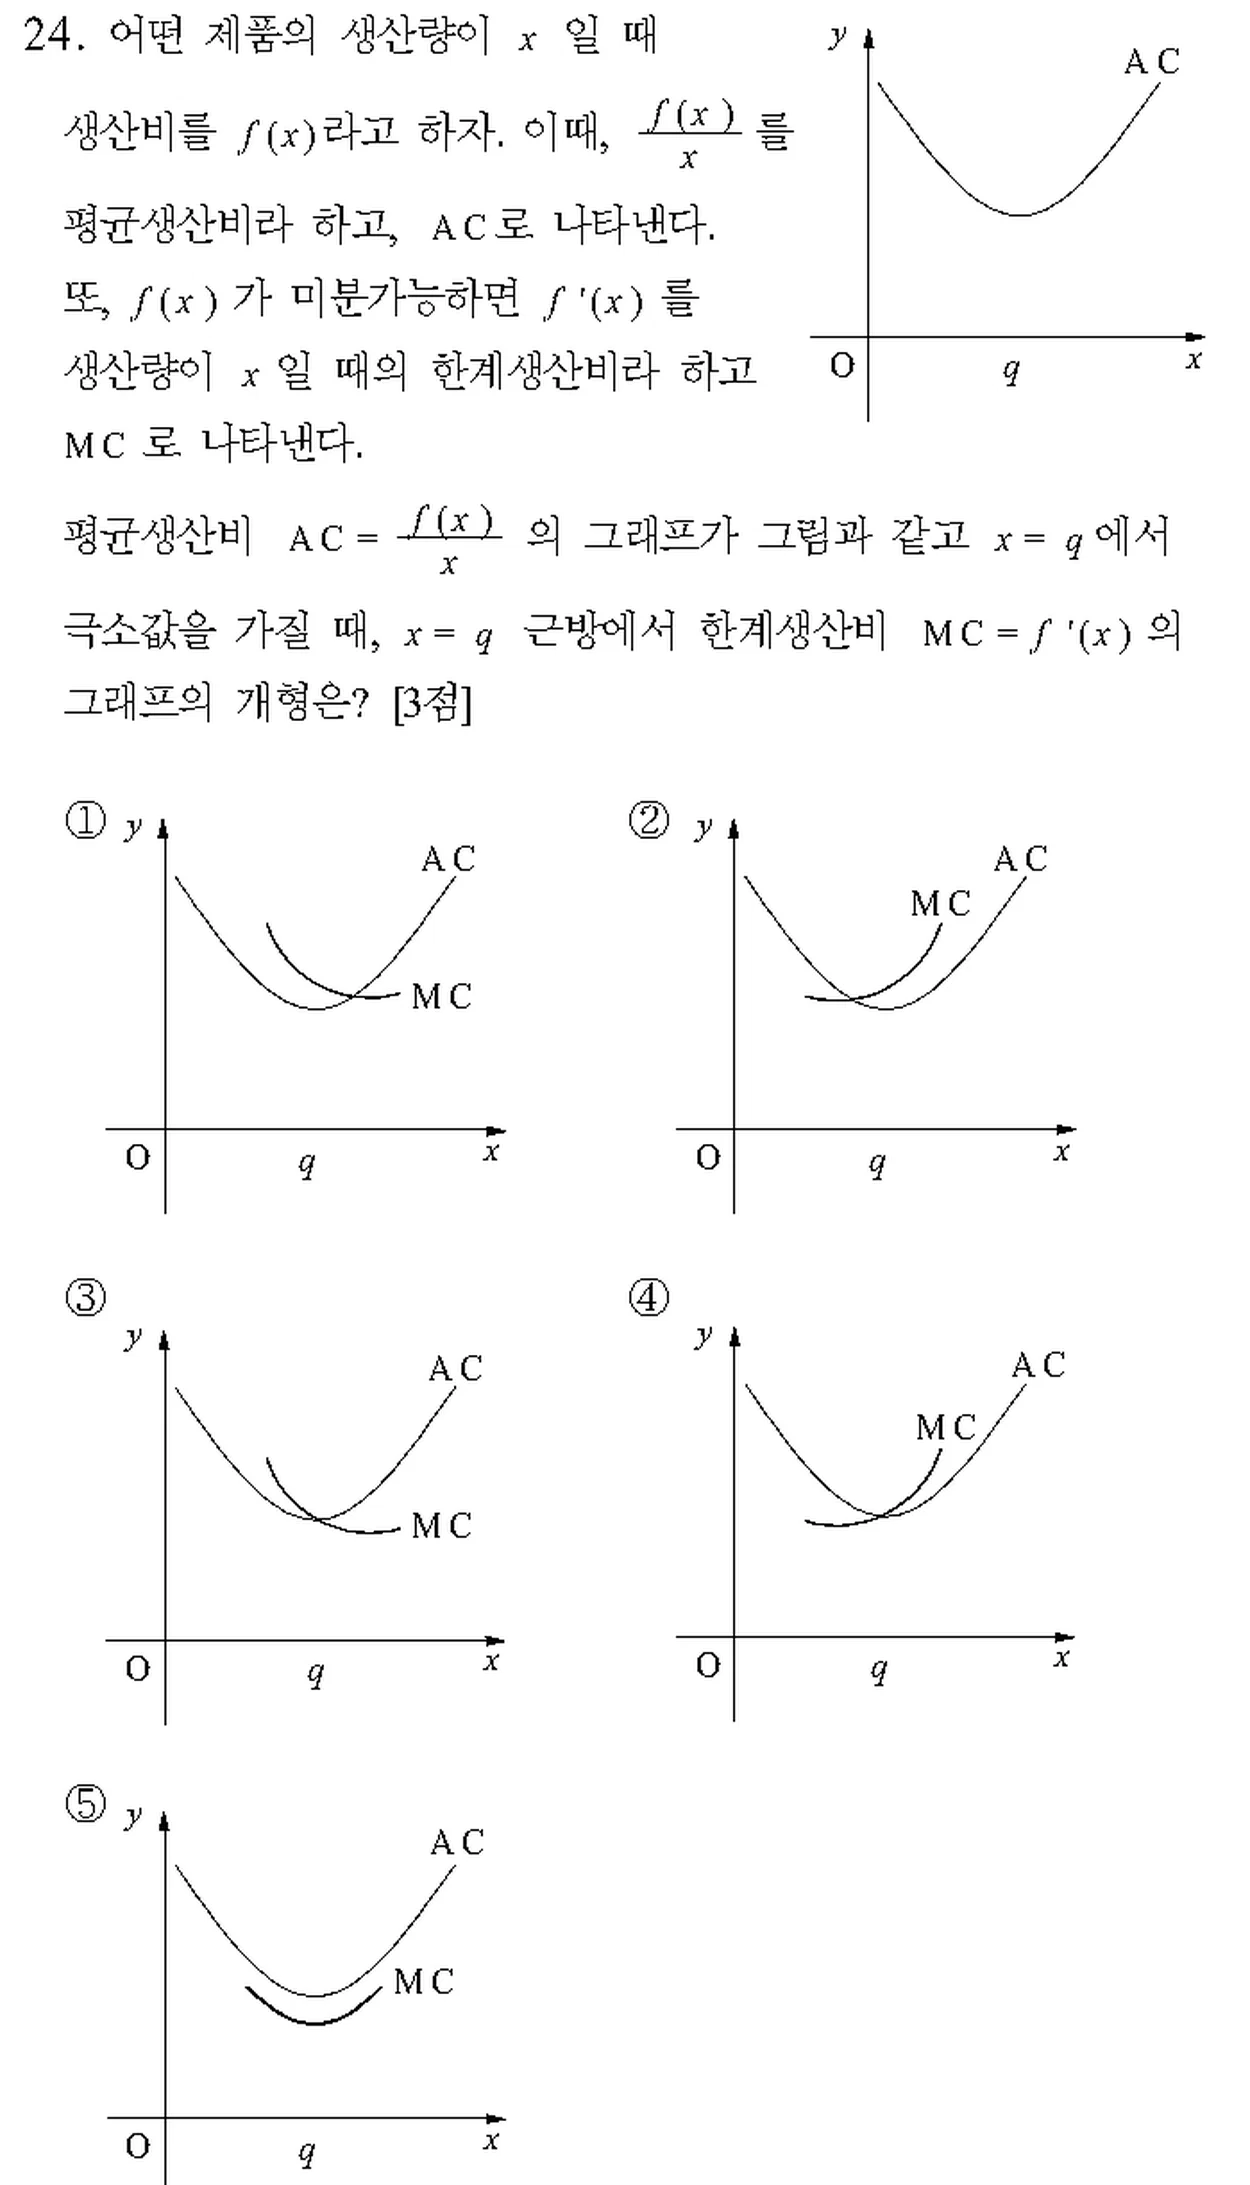 24. 어떤 제품의 생산량이 x 일 때
생산비를 f(x)라고 하자. 이때, f(x)/x 를
평균생산비라 하고, AC로 나타낸다.
또, f(x) 가 미분가능하면 f '(x) 를
생산량이 x 일 때의 한계생산비라 하고
MC 로 나타낸다.
y
AC
O
q
x
평균생산비 AC = f(x)/x 의 그래프가 그림과 같고 x = q 에서
극소값을 가질 때, x = q 근방에서 한계생산비 MC = f '(x) 의
그래프의 개형은? [3점]
① y
AC
MC
O
q
x
② y
AC
MC
O
q
x
③
y
AC
MC
O
q
x
④
y
AC
MC
O
q
x
⑤ y
AC
MC
O
q
x